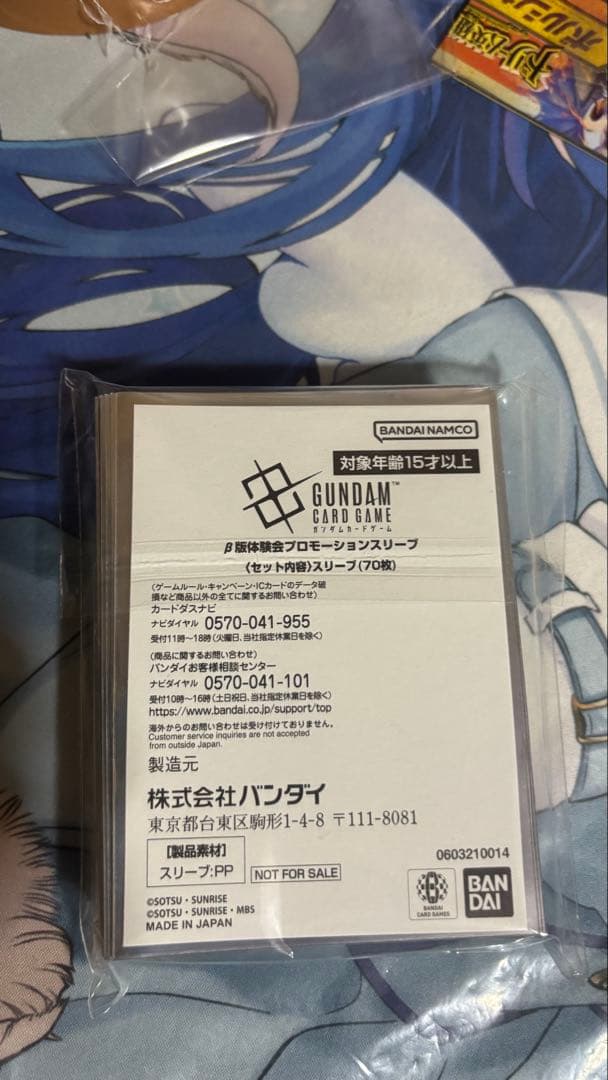 BANDAI NAMCO
対象年齢15才以上
GUNDAM™
CARD GAME
ガンダムカードゲーム
β版体験会プロモーションスリーブ
〈セット内容〉スリーブ(70枚)
(ゲームルール・キャンペーン・ICカードのデータ破
損など商品以外の全てに関するお問い合わせ)
カードダスナビ
ナビダイヤル 0570-041-955
受付11時～18時(火曜日、当社指定休業日を除く)
(商品に関するお問い合わせ)
バンダイお客様相談センター
ナビダイヤル 0570-041-101
受付10時～16時(土日祝日、当社指定休業日を除く)
https://www.bandai.co.jp/support/top
海外からのお問い合わせは受け付けておりません。
Customer service inquiries are not accepted
from outside Japan.
製造元
株式会社バンダイ
東京都台東区駒形1-4-8 〒111-8081
【製品素材】
スリーブ:PP
NOT FOR SALE
0603210014
©SOTSU・SUNRISE
©SOTSU・SUNRISE・MBS
MADE IN JAPAN
BANDAI
CARD GAMES
BAN
DAI